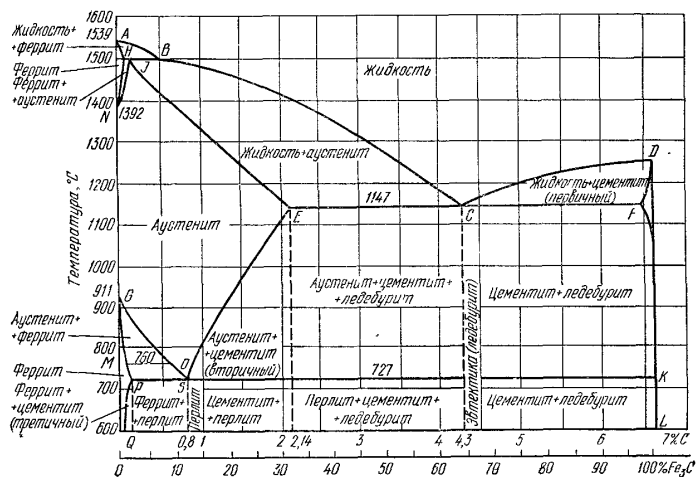 1600
1539
A
Жидкость+
+феррит
1500
H
J
B
Жидкость
Феррит
Феррит+
+аустенит
1400
N
1392
1300
Жидкость+аустенит
D
1200
Жидкость+цементит
(первичный)
1147
E
C
F
1100
Температура, °C
Аустенит
1000
Аустенит+цементит+
+ледебурит
Цементит+ледебурит
911
G
900
Аустенит+
+феррит
Аустенит+
+цементит
(вторичный)
Эвтектика (ледебурит)
800
M
760
O
727
K
Феррит
700
P
S
Феррит+
+цементит
(третичный)
Феррит+
+перлит
Перлит
Цементит+
+перлит
Перлит+цементит+
+ледебурит
Цементит+ледебурит
600
L
Q
0,8
1
2
2,14
3
4
4,3
5
6
7%C
0
10
20
30
40
50
60
70
80
90
100%Fe₃C